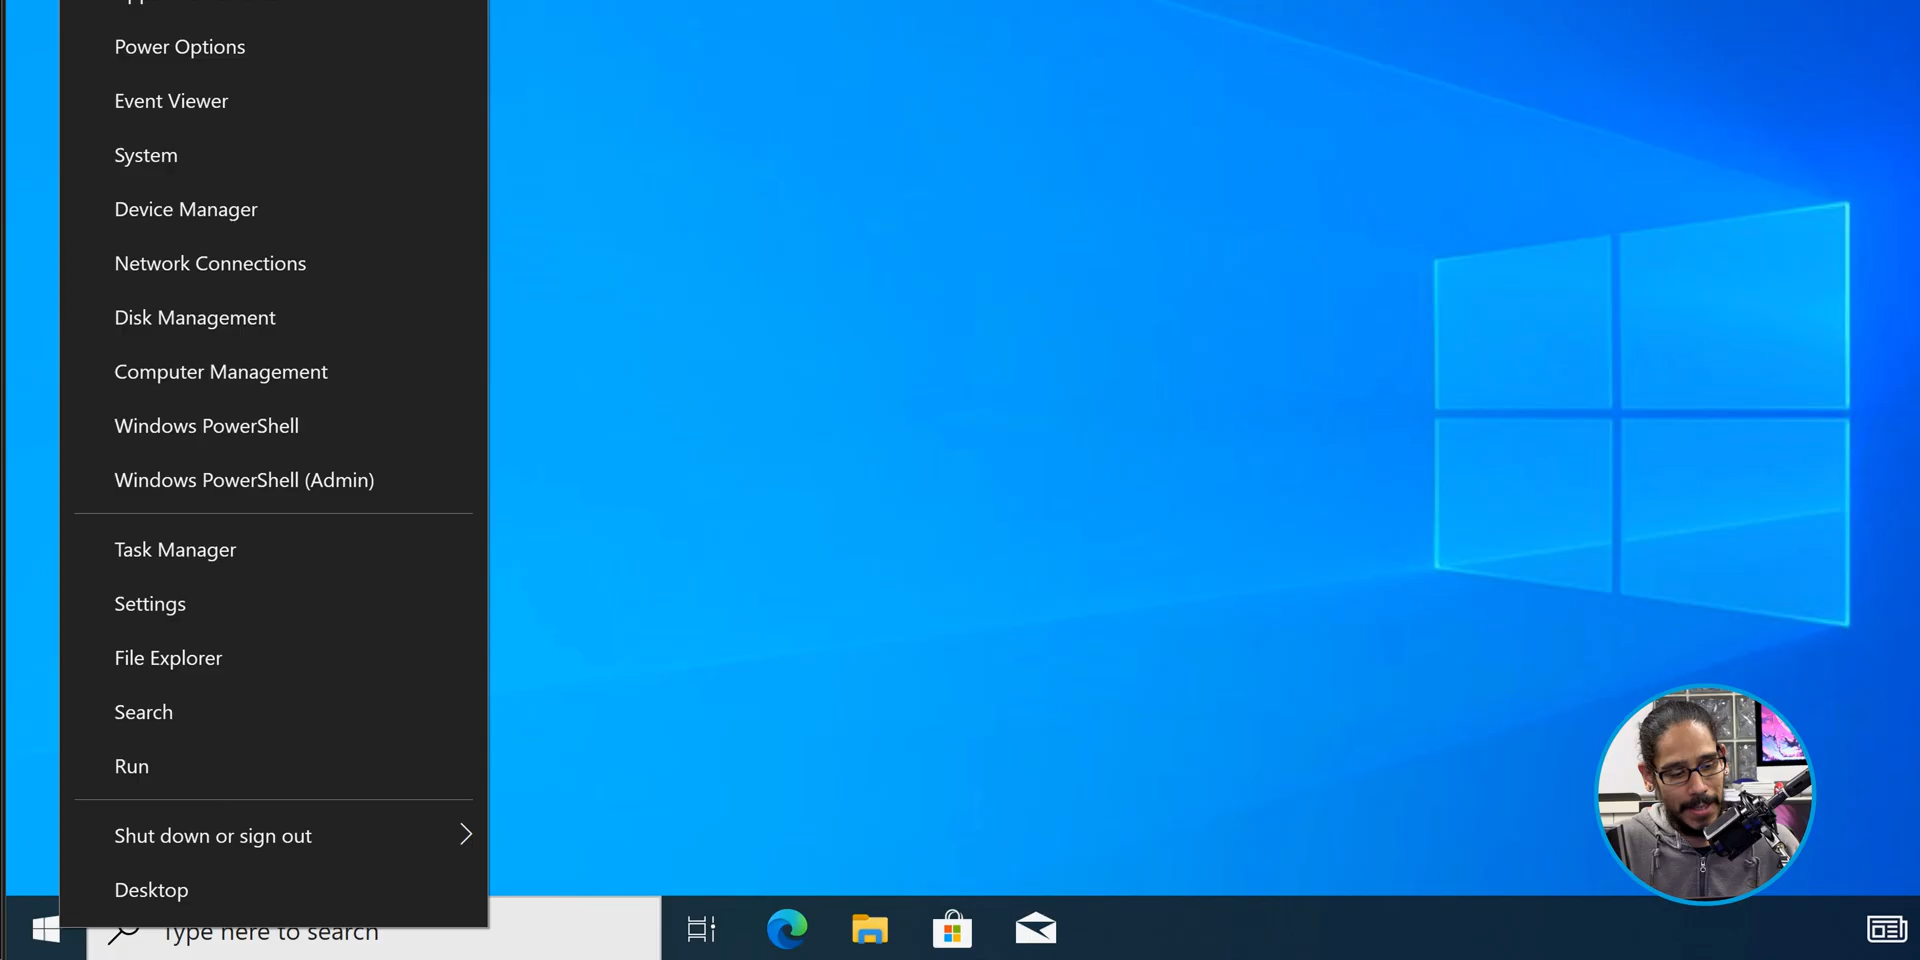 Power Options
Event Viewer
System
Device Manager
Network Connections
Disk Management
Computer Management
Windows PowerShell
Windows PowerShell (Admin)
Task Manager
Settings
File Explorer
Search
Run
Shut down or sign out
Desktop
Type here to search